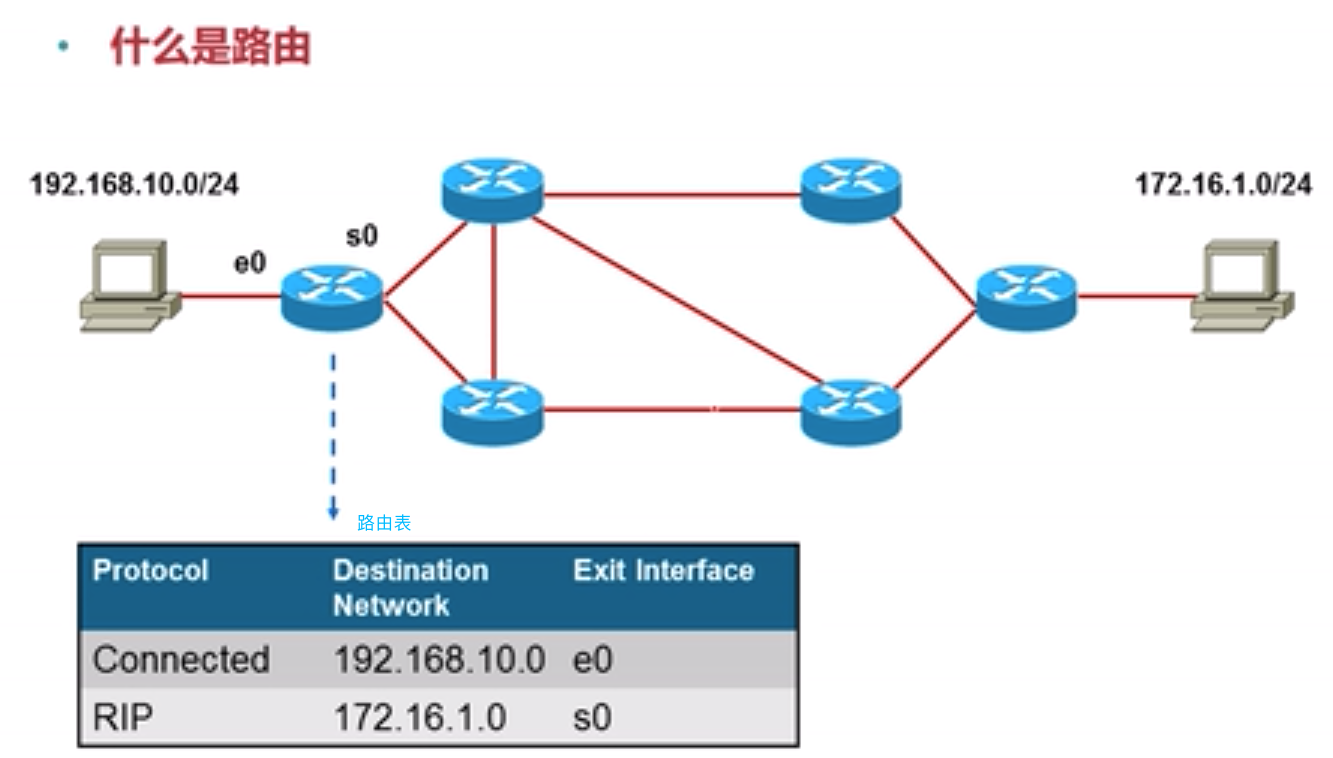 什么是路由
192.168.10.0/24
172.16.1.0/24
s0
e0
路由表
Protocol Destination Network Exit Interface
Connected 192.168.10.0 e0
RIP 172.16.1.0 s0